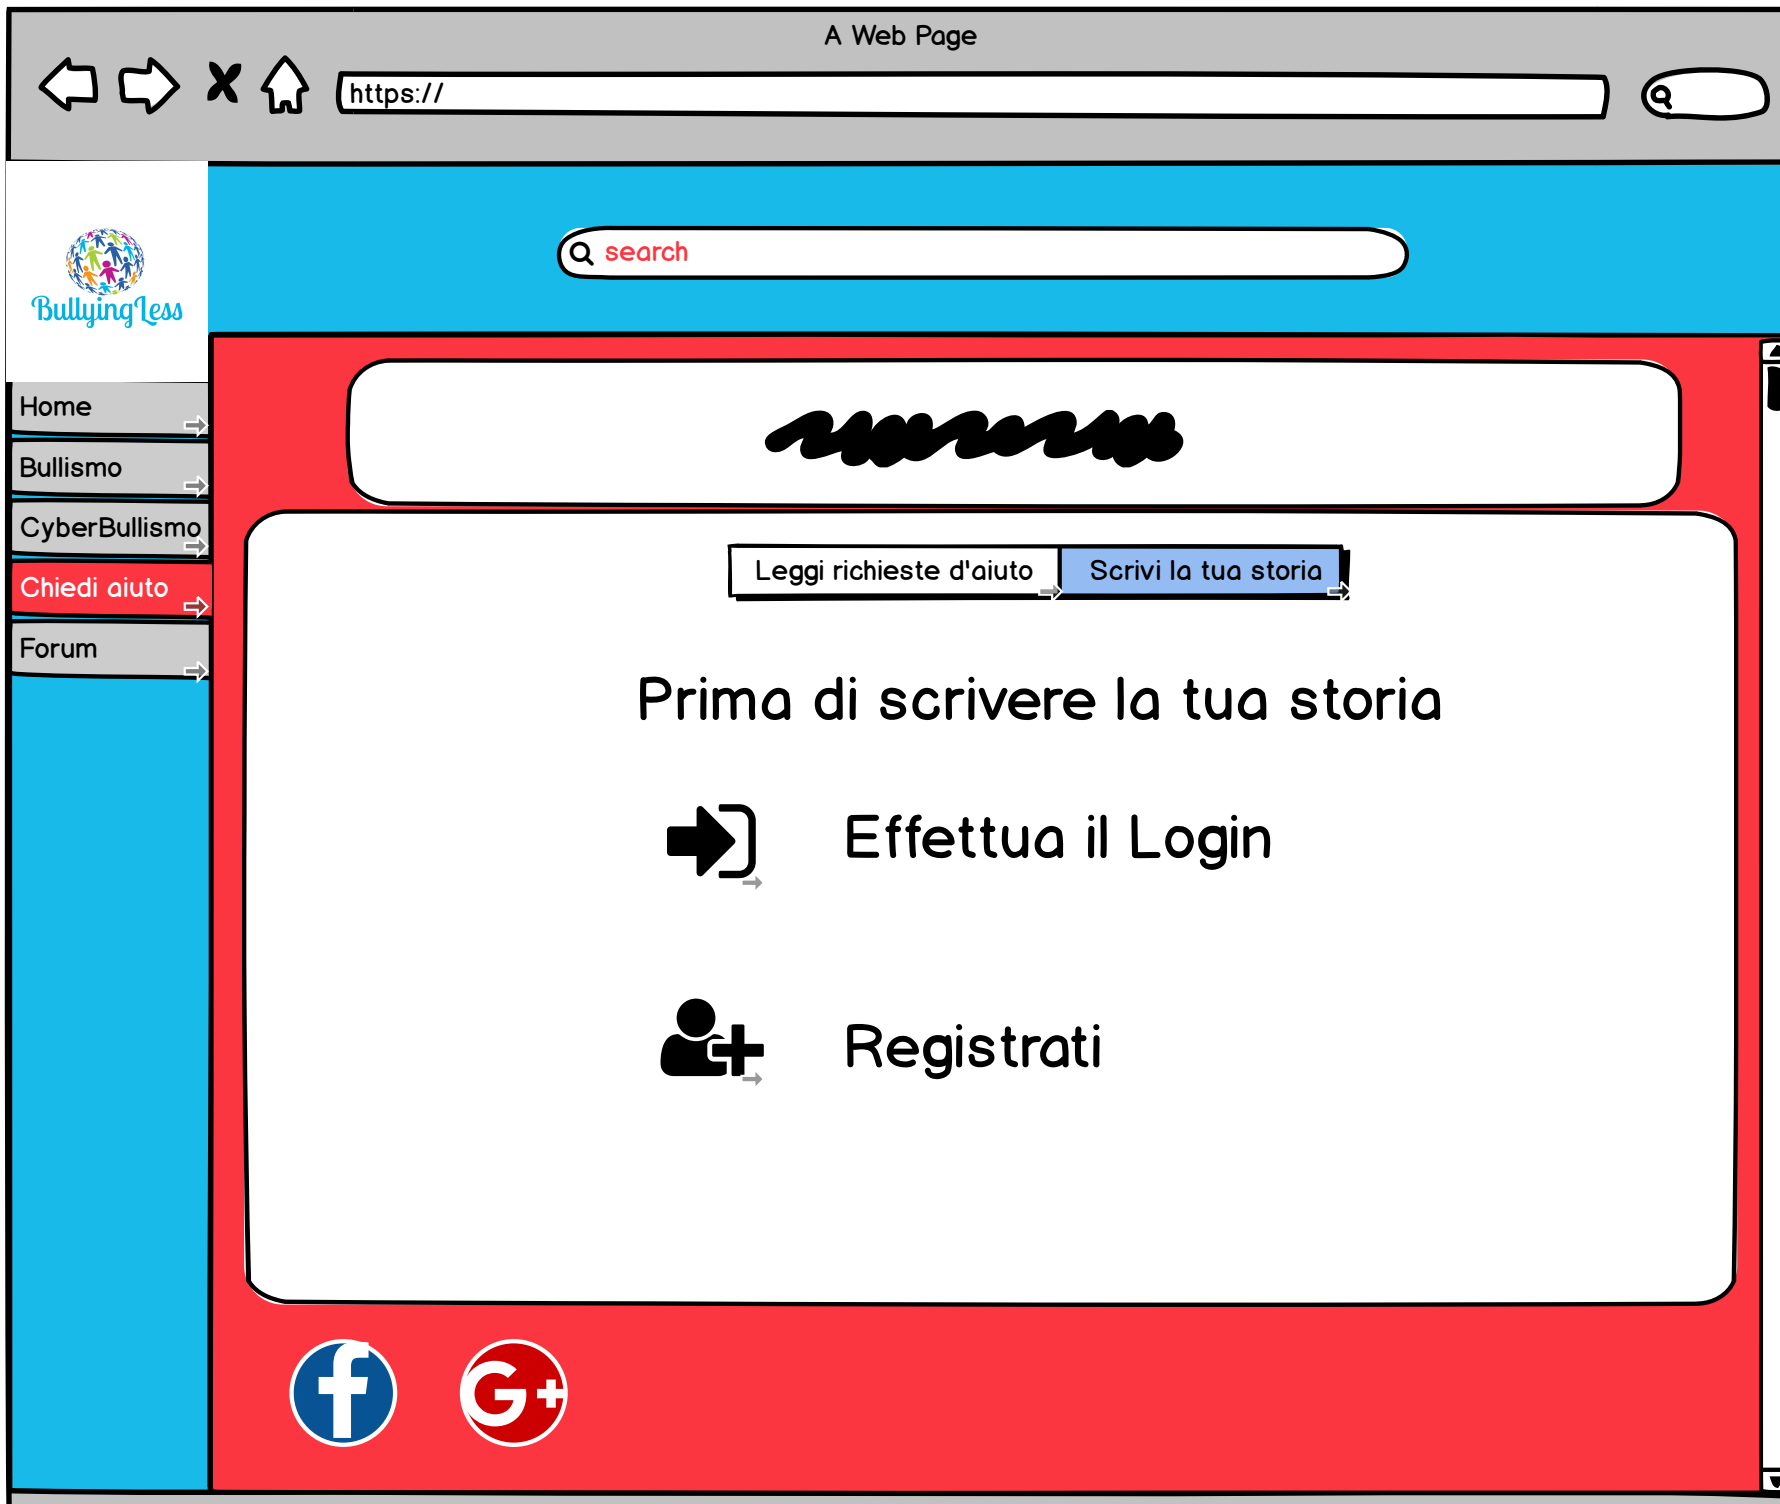 A Web Page
https://
search
BullyingLess
Home
Bullismo
CyberBullismo
Chiedi aiuto
Forum
Leggi richieste d'aiuto
Scrivi la tua storia
Prima di scrivere la tua storia
Effettua il Login
Registrati
f
G+